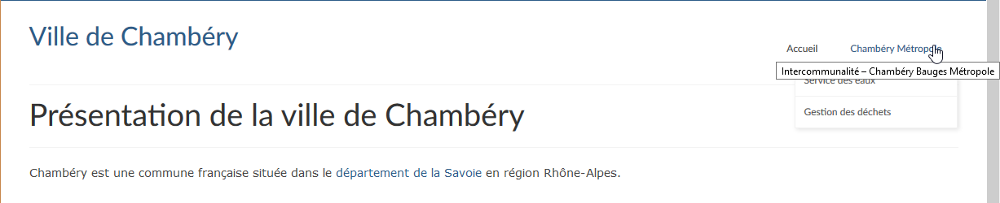 Ville de Chambéry
Accueil
Chambéry Métropole
Intercommunalité – Chambéry Bauges Métropole
Service des eaux
Présentation de la ville de Chambéry
Gestion des déchets
Chambéry est une commune française située dans le département de la Savoie en région Rhône-Alpes.